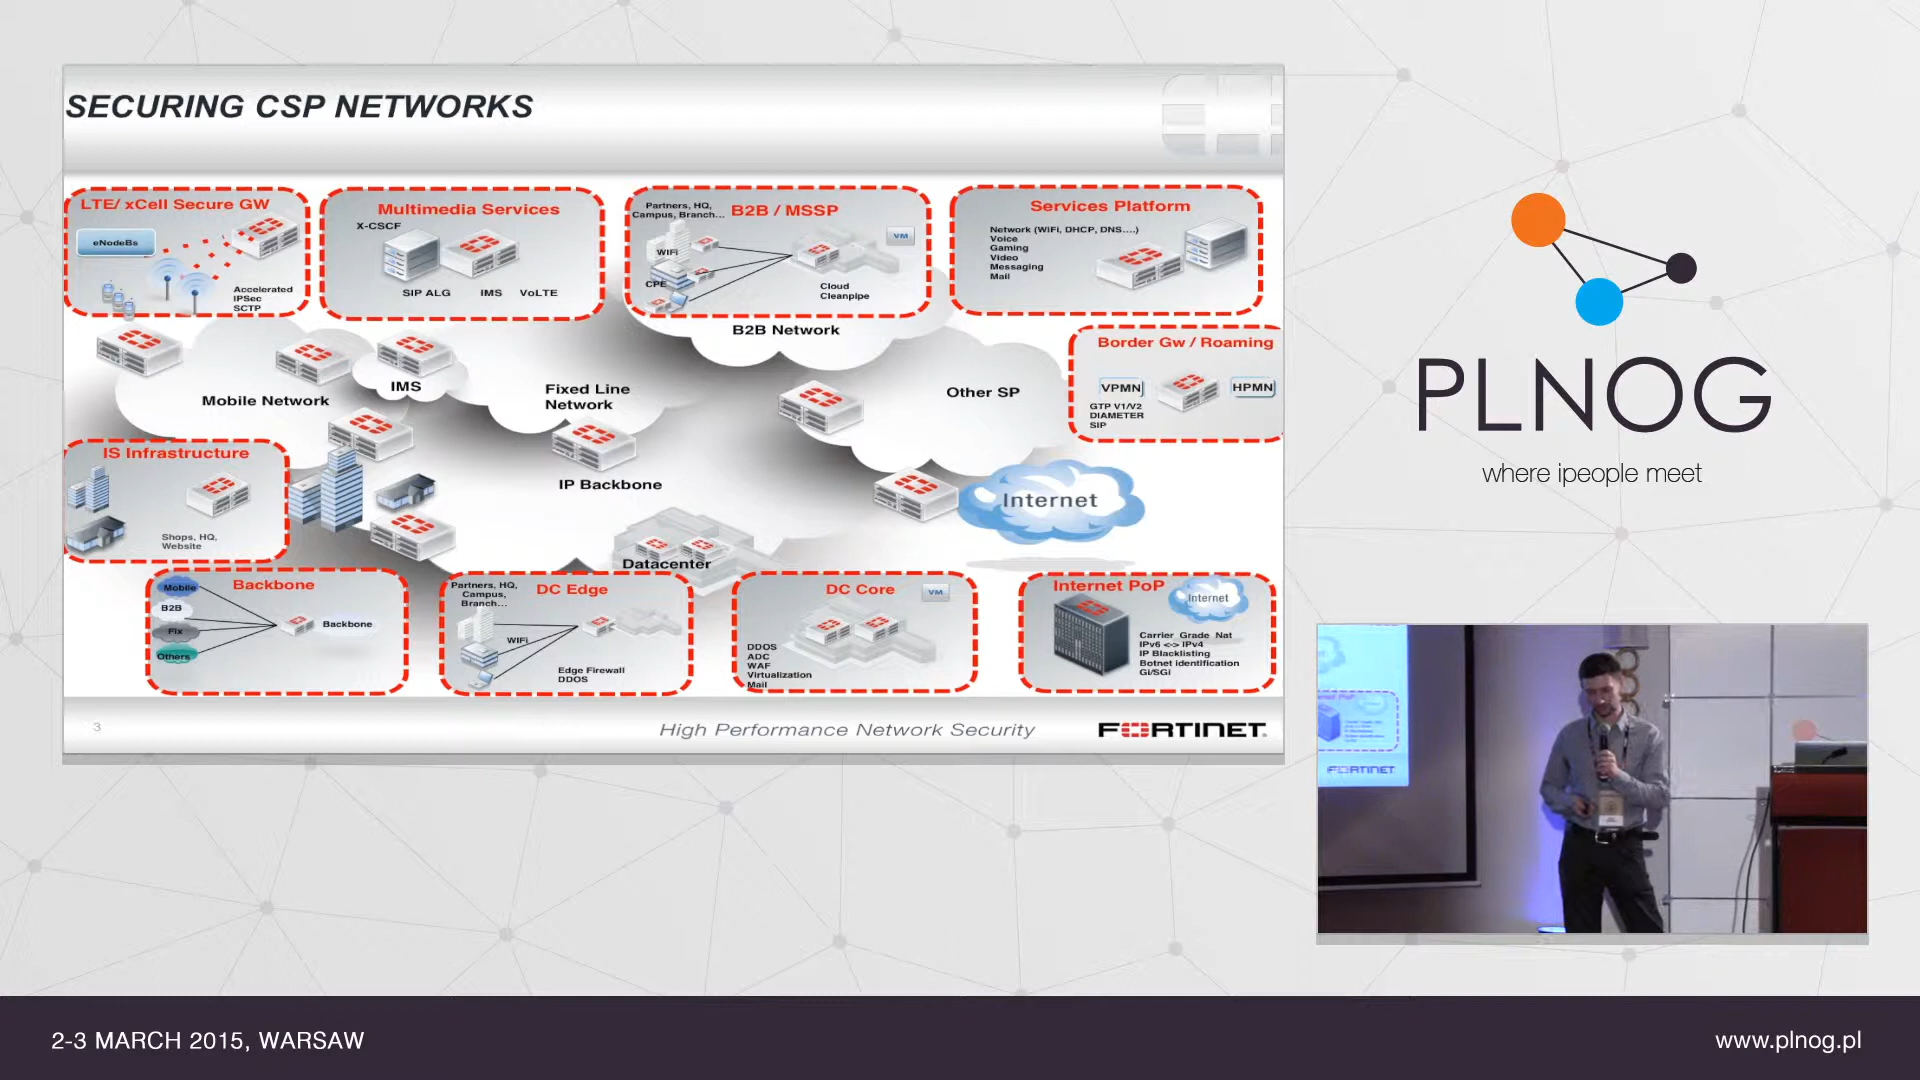 SECURING CSP NETWORKS
LTE/ xCell Secure GW
eNodeBs
Accelerated
IPSec
SCTP
Multimedia Services
X-CSCF
SIP ALG IMS VoLTE
Partners, HQ,
Campus, Branch...
B2B / MSSP
VM
WiFi
CPE
Cloud
Cleanpipe
Services Platform
Network (WiFi, DHCP, DNS....)
Voice
Gaming
Video
Messaging
Mail
B2B Network
Border Gw / Roaming
VPMN
HPMN
GTP V1/V2
DIAMETER
SIP
IMS
Mobile Network
Fixed Line
Network
Other SP
IS Infrastructure
Shops, HQ,
Website
IP Backbone
Internet
Datacenter
Backbone
Mobile
B2B
Fix
Others
Backbone
Partners, HQ,
Campus,
Branch...
DC Edge
WIFi
Edge Firewall
DDOS
DC Core
VM
DDOS
ADC
WAF
Virtualization
Mail
Internet PoP
Internet
Carrier Grade Nat
IPv6 <-> IPv4
IP Blacklisting
Botnet identification
Gi/SGi
3
High Performance Network Security
FORTINET
PLNOG
where ipeople meet
FORTINET
2-3 MARCH 2015, WARSAW
www.plnog.pl